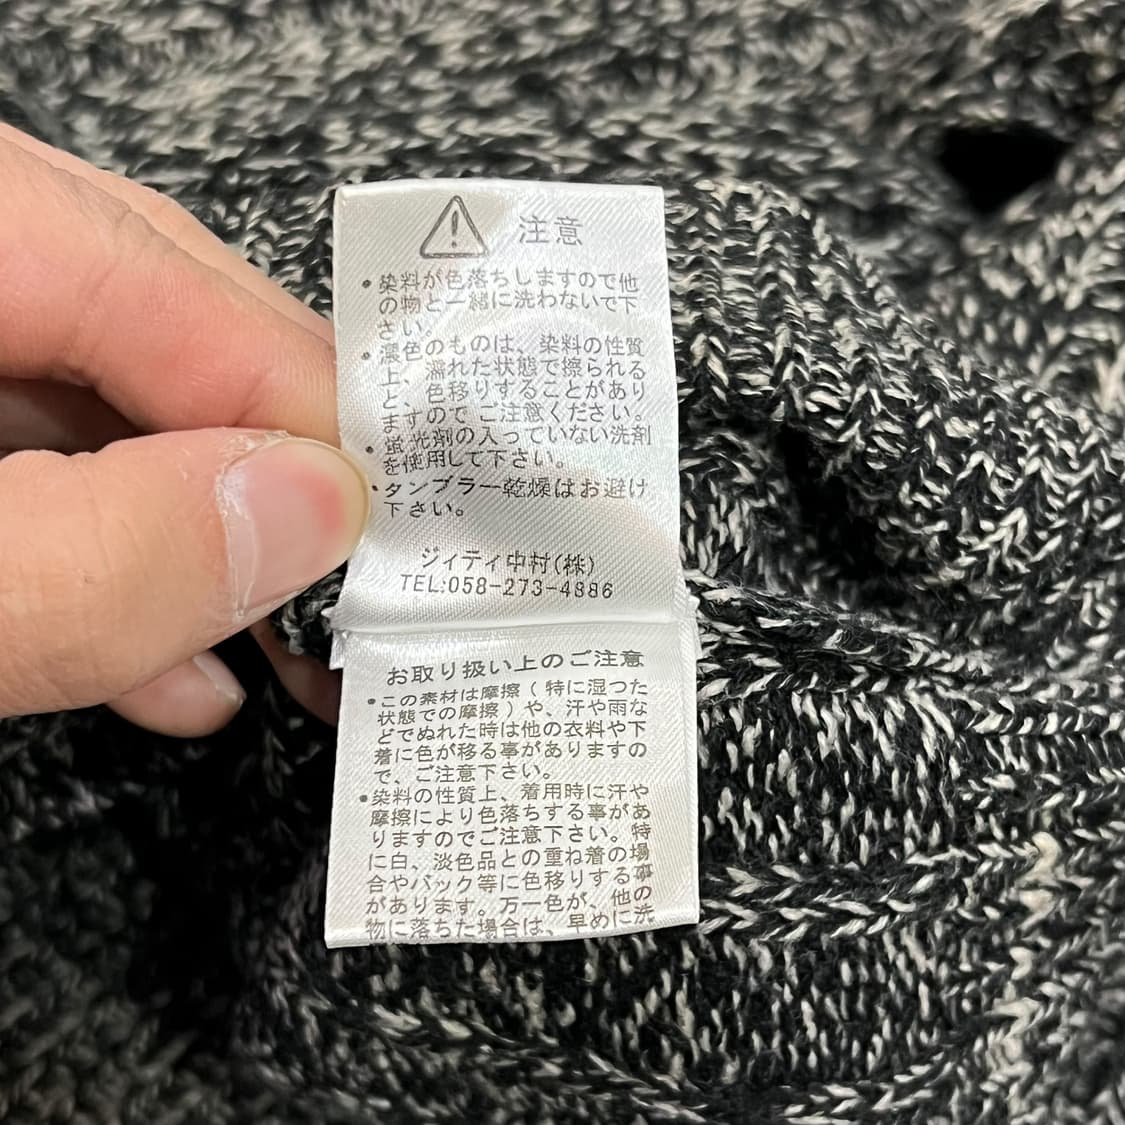 注意
・染料が色落ちしますので他
の物と一緒に洗わないで下
さい。
・濃色のものは、染料の性質
上、濡れた状態で擦られる
と、色移りすることがあり
ますのでご注意ください。
・蛍光剤の入っていない洗剤
を使用して下さい。
・タンブラー乾燥はお避け
下さい。
ジィティ中村(株)
TEL:058-273-4886
お取り扱い上のご注意
・この素材は摩擦(特に湿った
状態での摩擦)や、汗や雨な
どでぬれた時は他の衣料や下
着に色が移る事がありますの
で、ご注意下さい。
・染料の性質上、着用時に汗や
摩擦により色落ちする事があ
りますのでご注意下さい。特
に白、淡色品との重ね着の場
合やバック等に色移りする事
があります。万一色が、他の
物に落ちた場合は、早めに洗